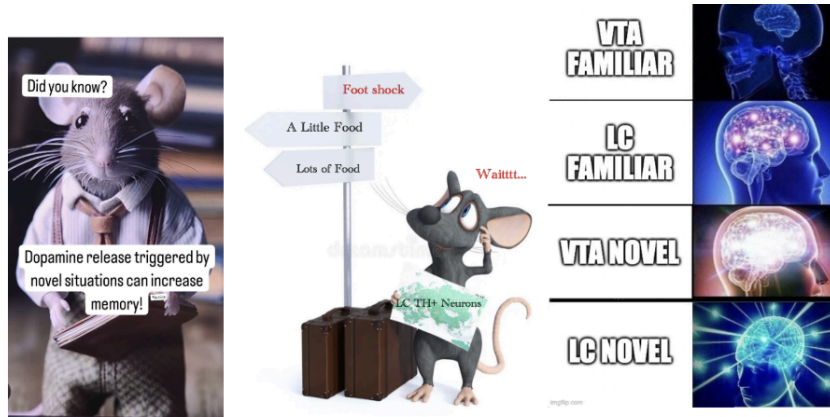 Did you know?
Dopamine release triggered by
novel situations can increase
memory!
Foot shock
A Little Food
Lots of Food
Waitttt...
LC TH+ Neurons
VTA
FAMILIAR
LC
FAMILIAR
VTA NOVEL
LC NOVEL
imgflip.com